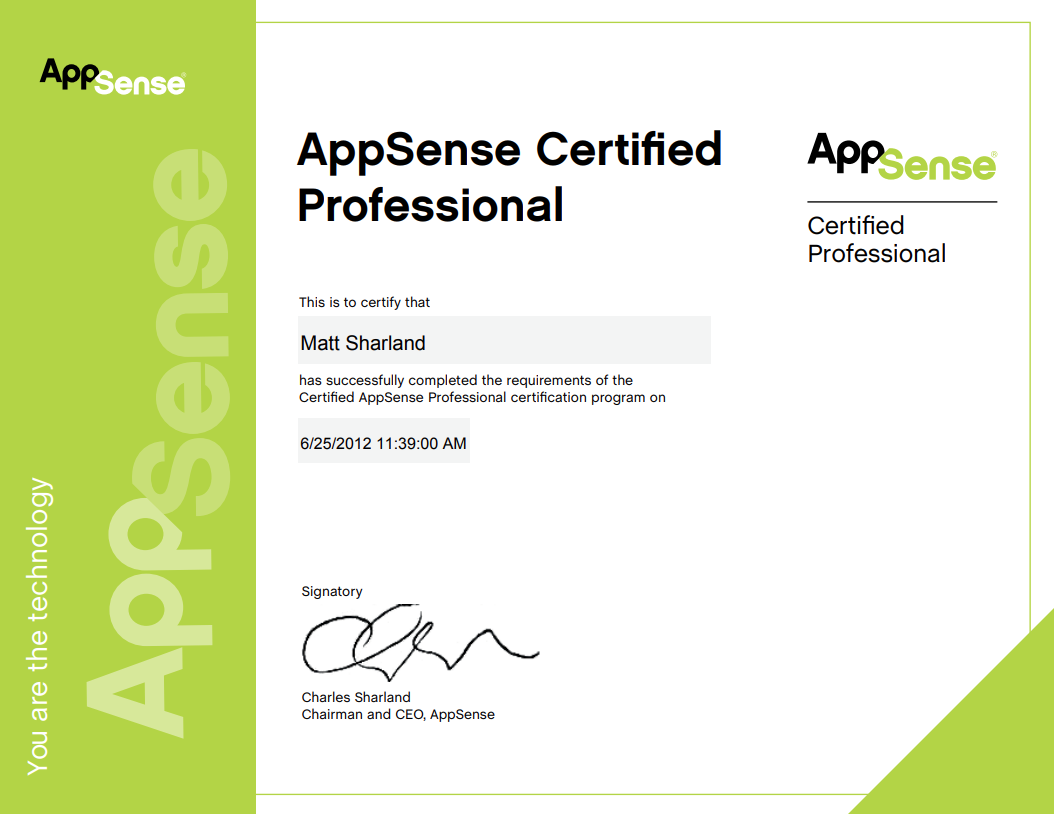 AppSense®
You are the technology
AppSense
AppSense Certified
Professional
AppSense®
Certified
Professional
This is to certify that
Matt Sharland
has successfully completed the requirements of the
Certified AppSense Professional certification program on
6/25/2012 11:39:00 AM
Signatory
Charles Sharland
Chairman and CEO, AppSense